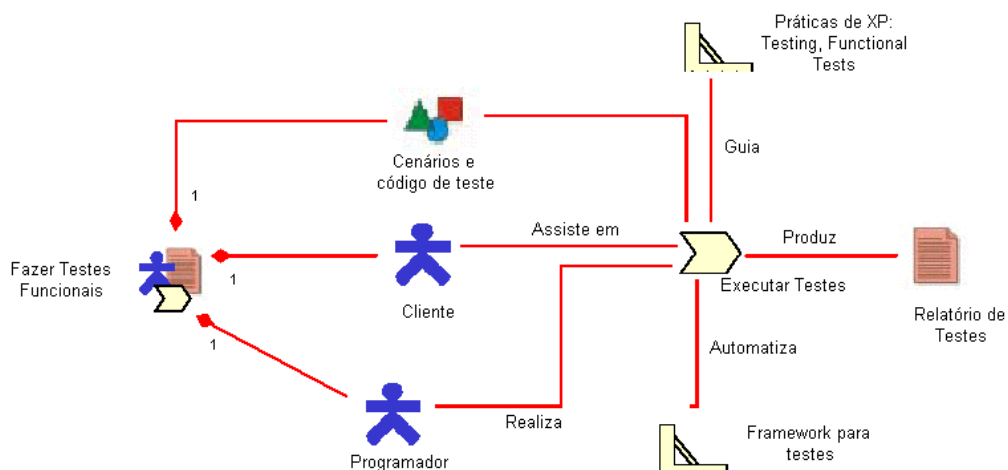 Práticas de XP:
Testing, Functional
Tests
Guia
Cenários e
código de teste
1
Assiste em
Produz
Fazer Testes
Funcionais
1
Cliente
Executar Testes
Relatório de
Testes
1
Automatiza
Realiza
Programador
Framework para
testes